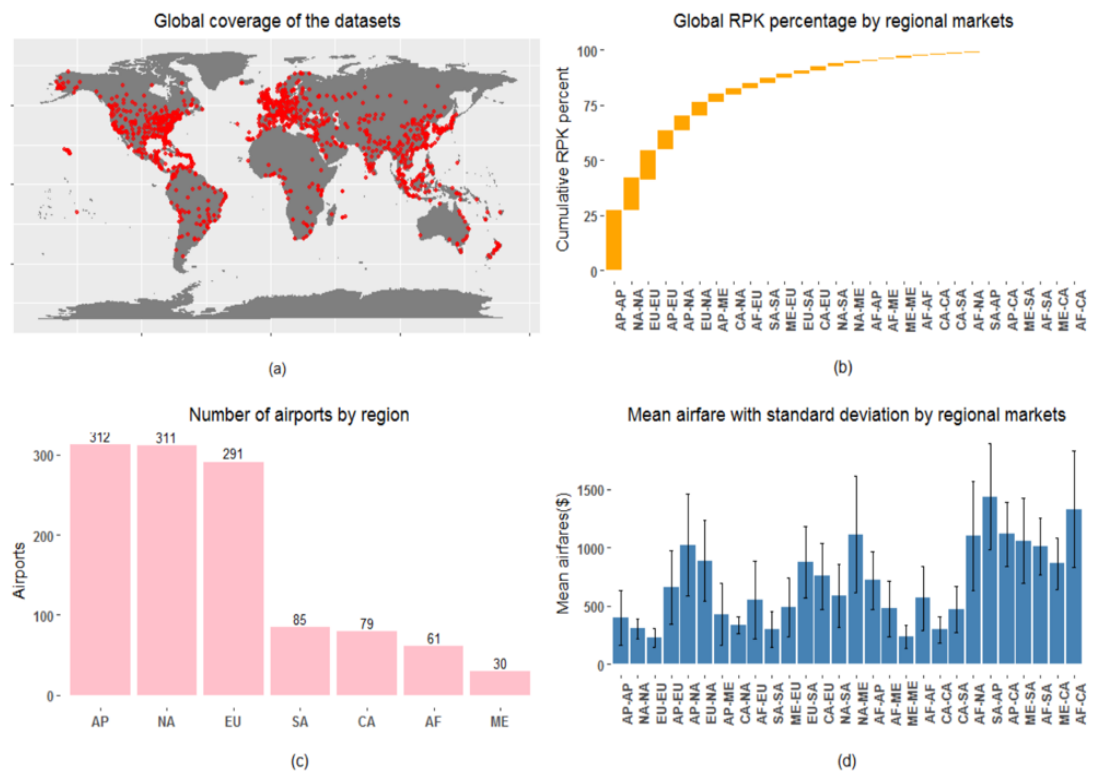 Global coverage of the datasets
(a)
Global RPK percentage by regional markets
Cumulative RPK percent
100
75
50
25
0
AP-AP
NA-NA
EU-EU
AP-EU
AP-NA
EU-NA
AP-ME
CA-NA
AF-EU
SA-SA
ME-EU
EU-SA
CA-EU
NA-SA
NA-ME
AF-AP
AF-ME
ME-ME
AF-AF
CA-CA
CA-SA
AF-NA
SA-AP
AP-CA
ME-SA
AF-SA
ME-CA
AF-CA
(b)
Number of airports by region
Airports
300
200
100
0
312
311
291
85
79
61
30
AP
NA
EU
SA
CA
AF
ME
(c)
Mean airfare with standard deviation by regional markets
Mean airfares($)
1500
1000
500
0
AP-AP
NA-NA
EU-EU
AP-EU
AP-NA
EU-NA
AP-ME
CA-NA
AF-EU
SA-SA
ME-EU
EU-SA
CA-EU
NA-SA
NA-ME
AF-AP
AF-ME
ME-ME
AF-AF
CA-CA
CA-SA
AF-NA
SA-AP
AP-CA
ME-SA
AF-SA
ME-CA
AF-CA
(d)